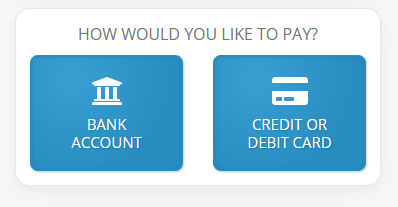 HOW WOULD YOU LIKE TO PAY?
BANK
ACCOUNT
CREDIT OR
DEBIT CARD